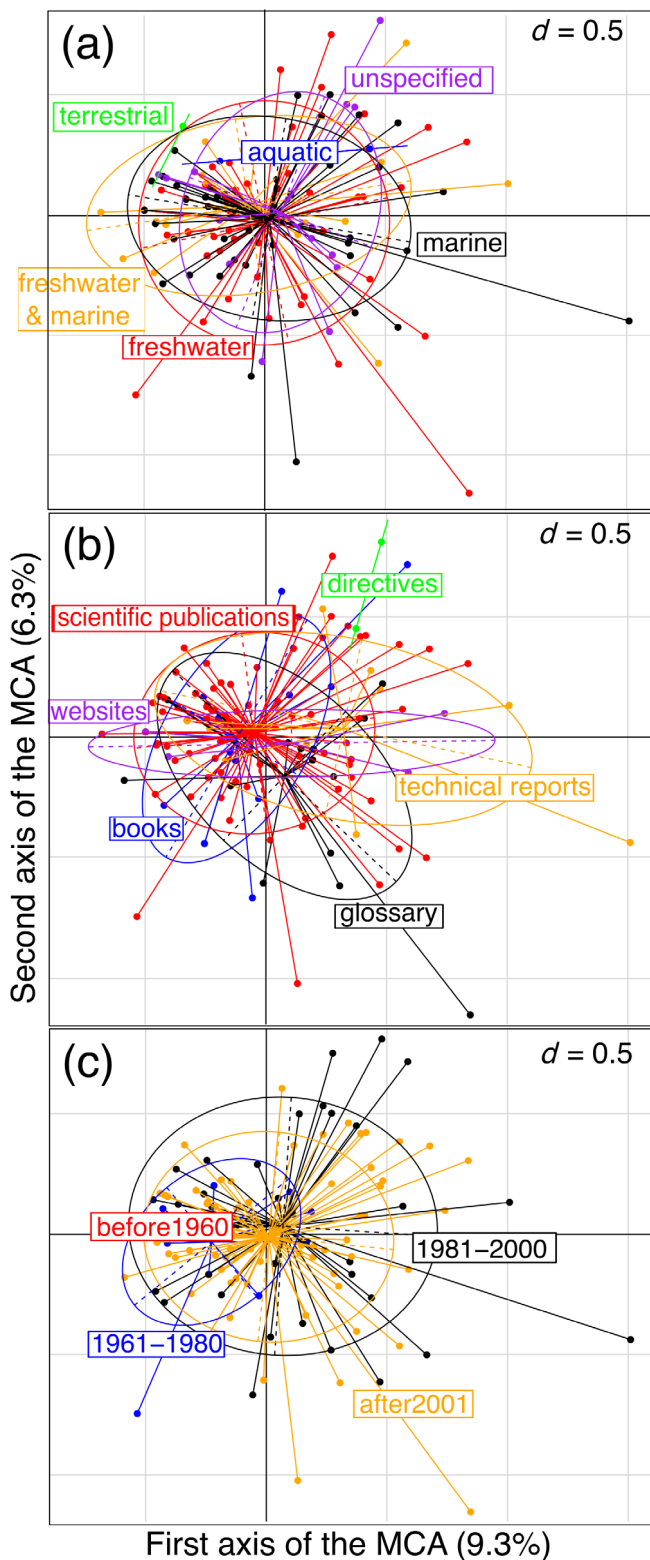 (a)
d = 0.5
unspecified
terrestrial
aquatic
marine
freshwater
& marine
freshwater
(b)
d = 0.5
directives
scientific publications
websites
technical reports
books
glossary
Second axis of the MCA (6.3%)
(c)
d = 0.5
before1960
1981–2000
1961–1980
after2001
First axis of the MCA (9.3%)